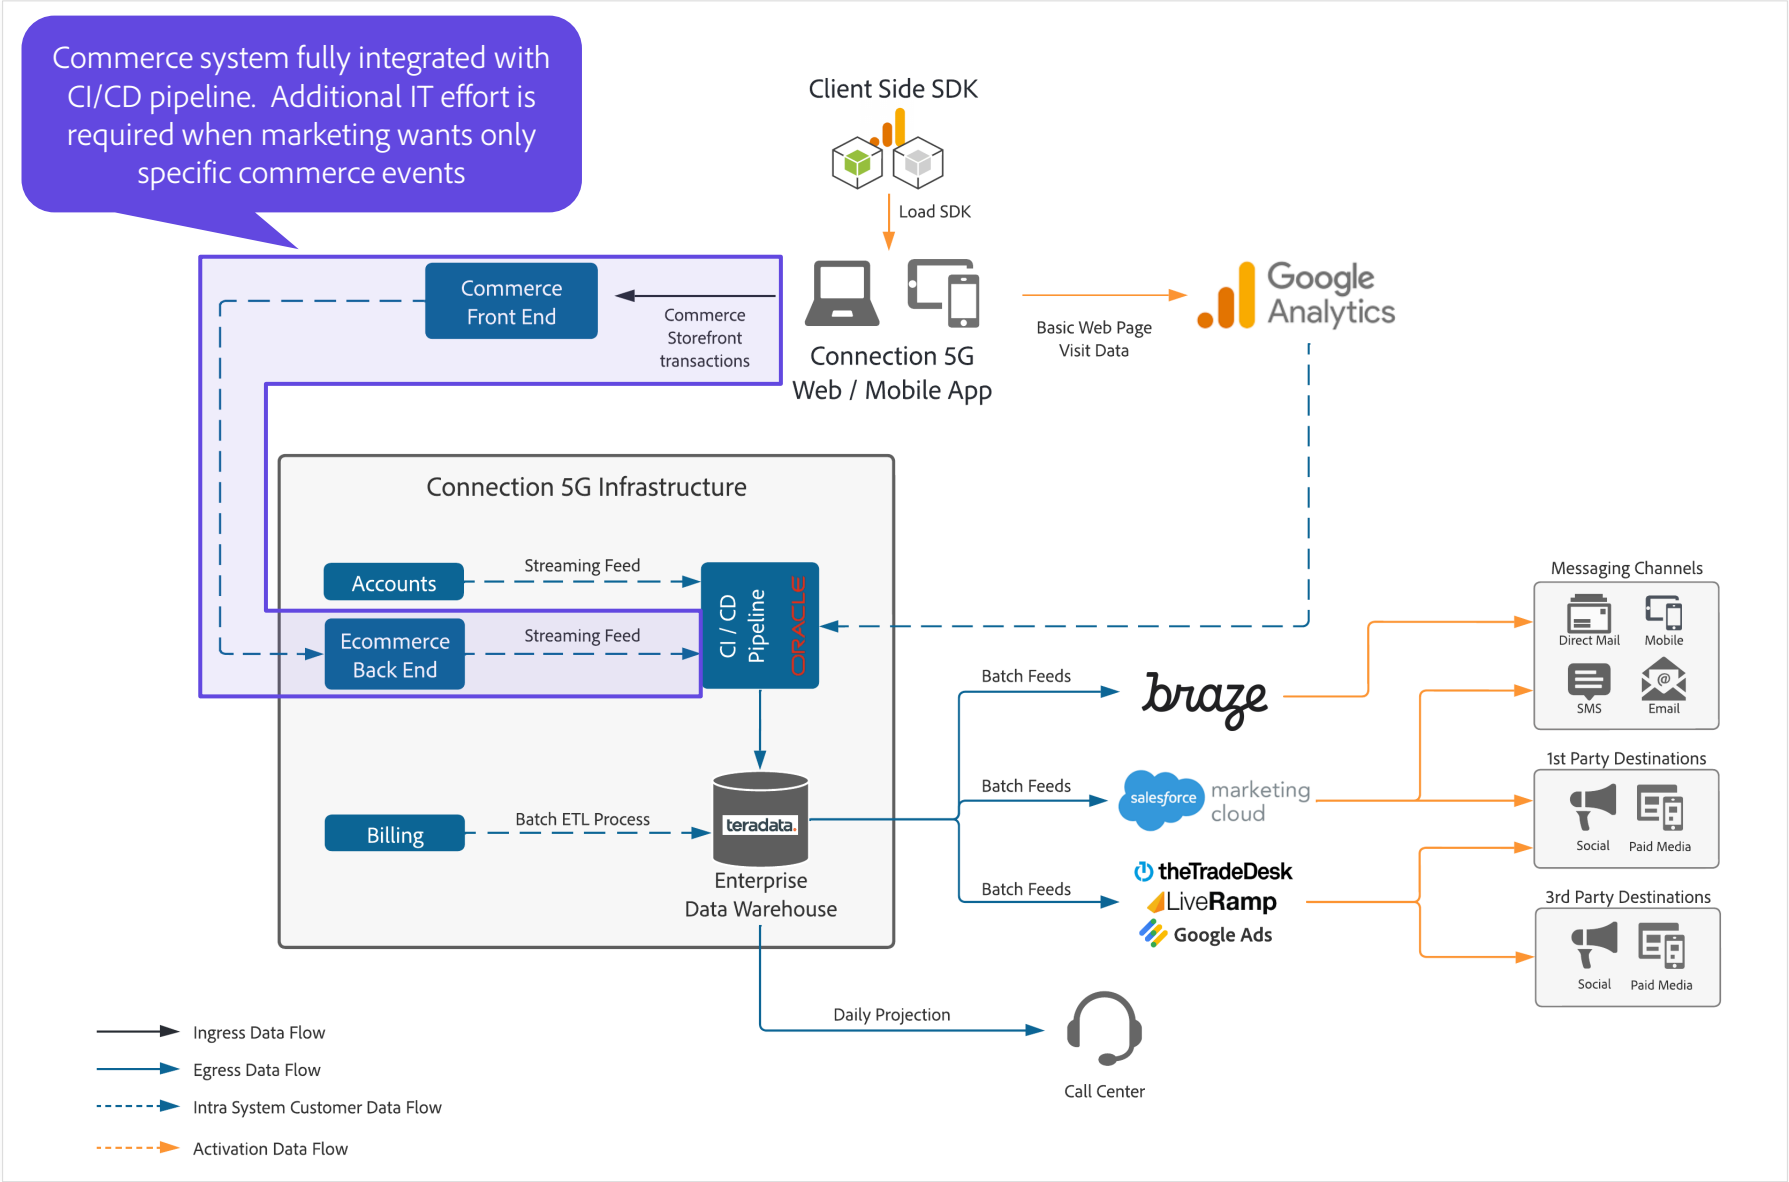 Commerce system fully integrated with
CI/CD pipeline.  Additional IT effort is
required when marketing wants only
specific commerce events
Client Side SDK
Load SDK
Commerce
Front End
Commerce
Storefront
transactions
Connection 5G
Web / Mobile App
Basic Web Page
Visit Data
Google
Analytics
Connection 5G Infrastructure
Accounts
Streaming Feed
Ecommerce
Back End
Streaming Feed
CI / CD
Pipeline
ORACLE
Billing
Batch ETL Process
teradata.
Enterprise
Data Warehouse
Batch Feeds
braze
Batch Feeds
salesforce
marketing
cloud
Batch Feeds
theTradeDesk
LiveRamp
Google Ads
Daily Projection
Call Center
Messaging Channels
Direct Mail
Mobile
SMS
@
Email
1st Party Destinations
Social
Paid Media
3rd Party Destinations
Social
Paid Media
Ingress Data Flow
Egress Data Flow
Intra System Customer Data Flow
Activation Data Flow